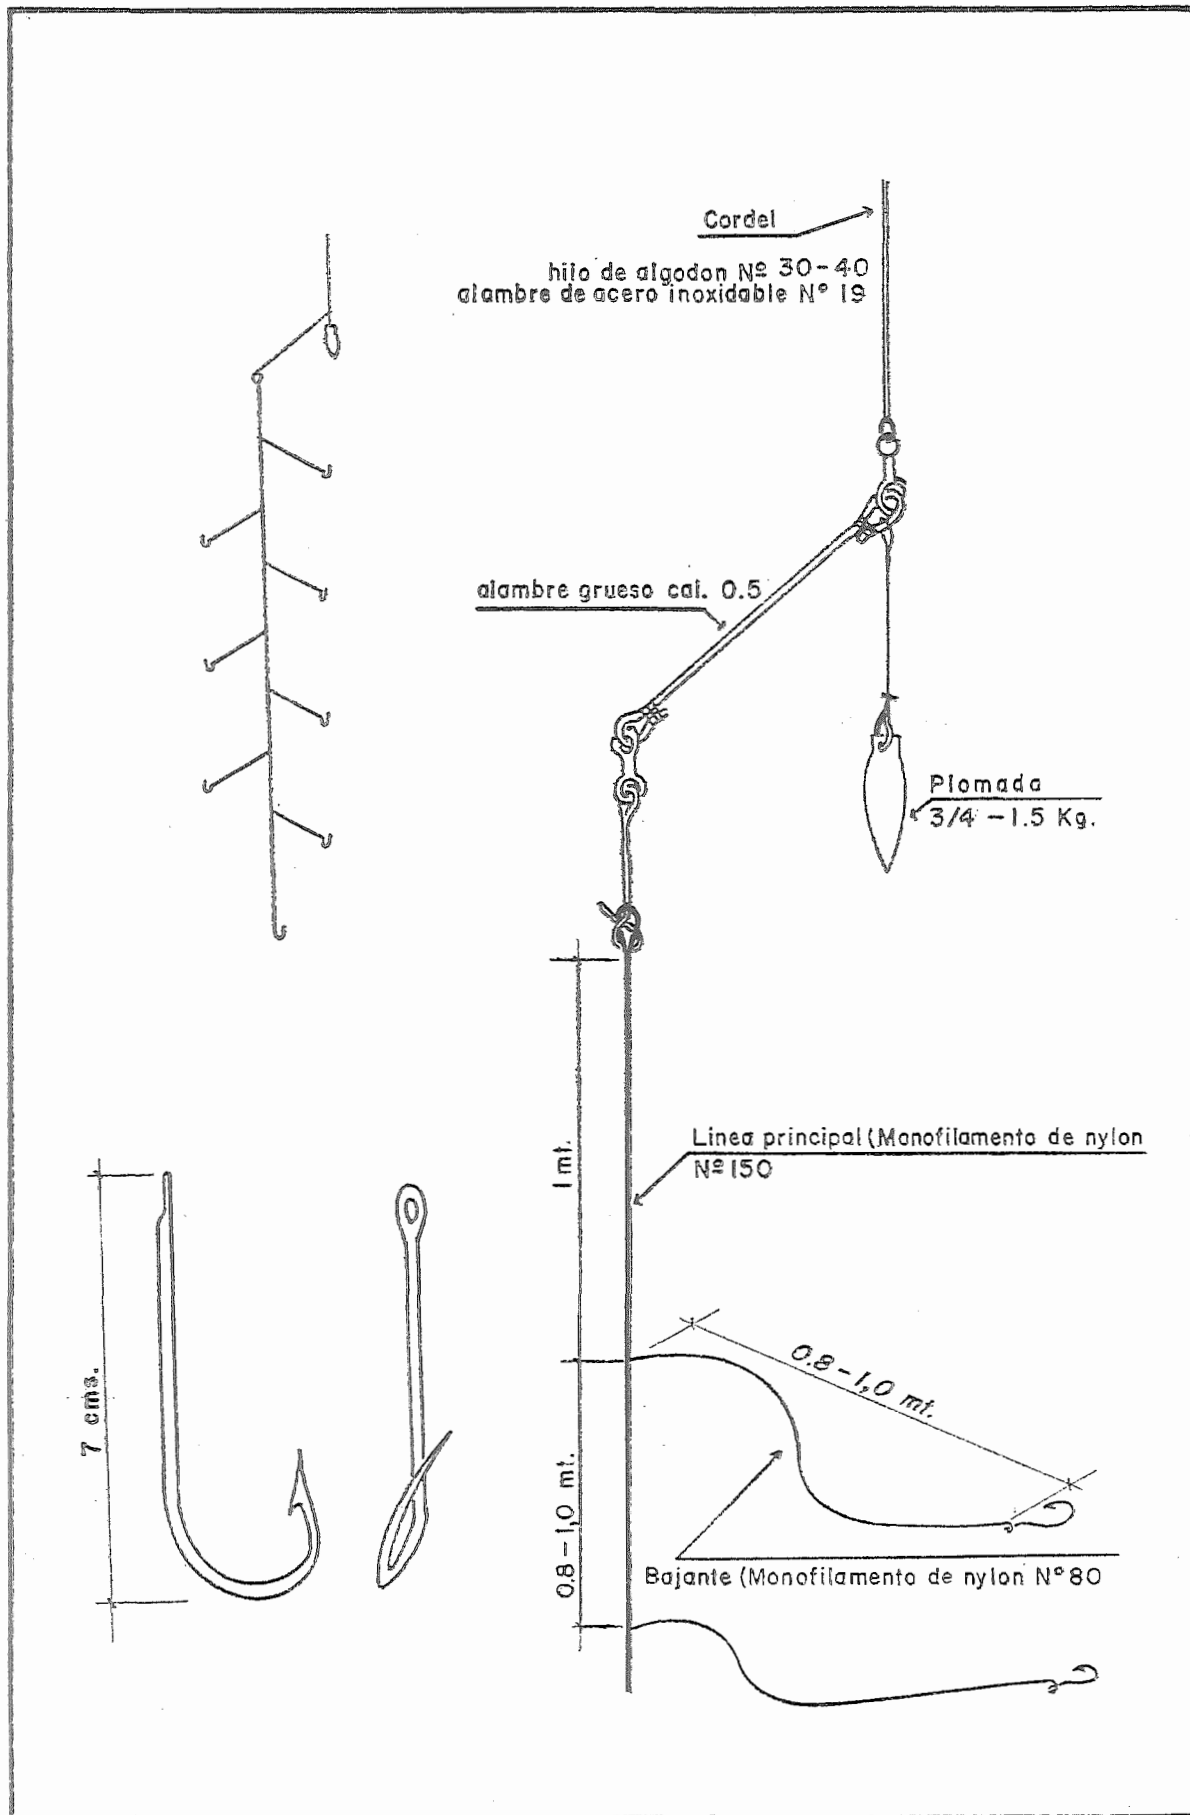 Cordel
hilo de algodon Nº 30-40
alambre de acero inoxidable N° 19
alambre grueso cal. 0.5
Plomada
3/4 - 1.5 Kg.
1 mt.
Linea principal (Monofilamento de nylon
Nº 150
7 cms.
0.8-1,0 mt.
0.8-1,0 mt.
Bajante (Monofilamento de nylon N° 80